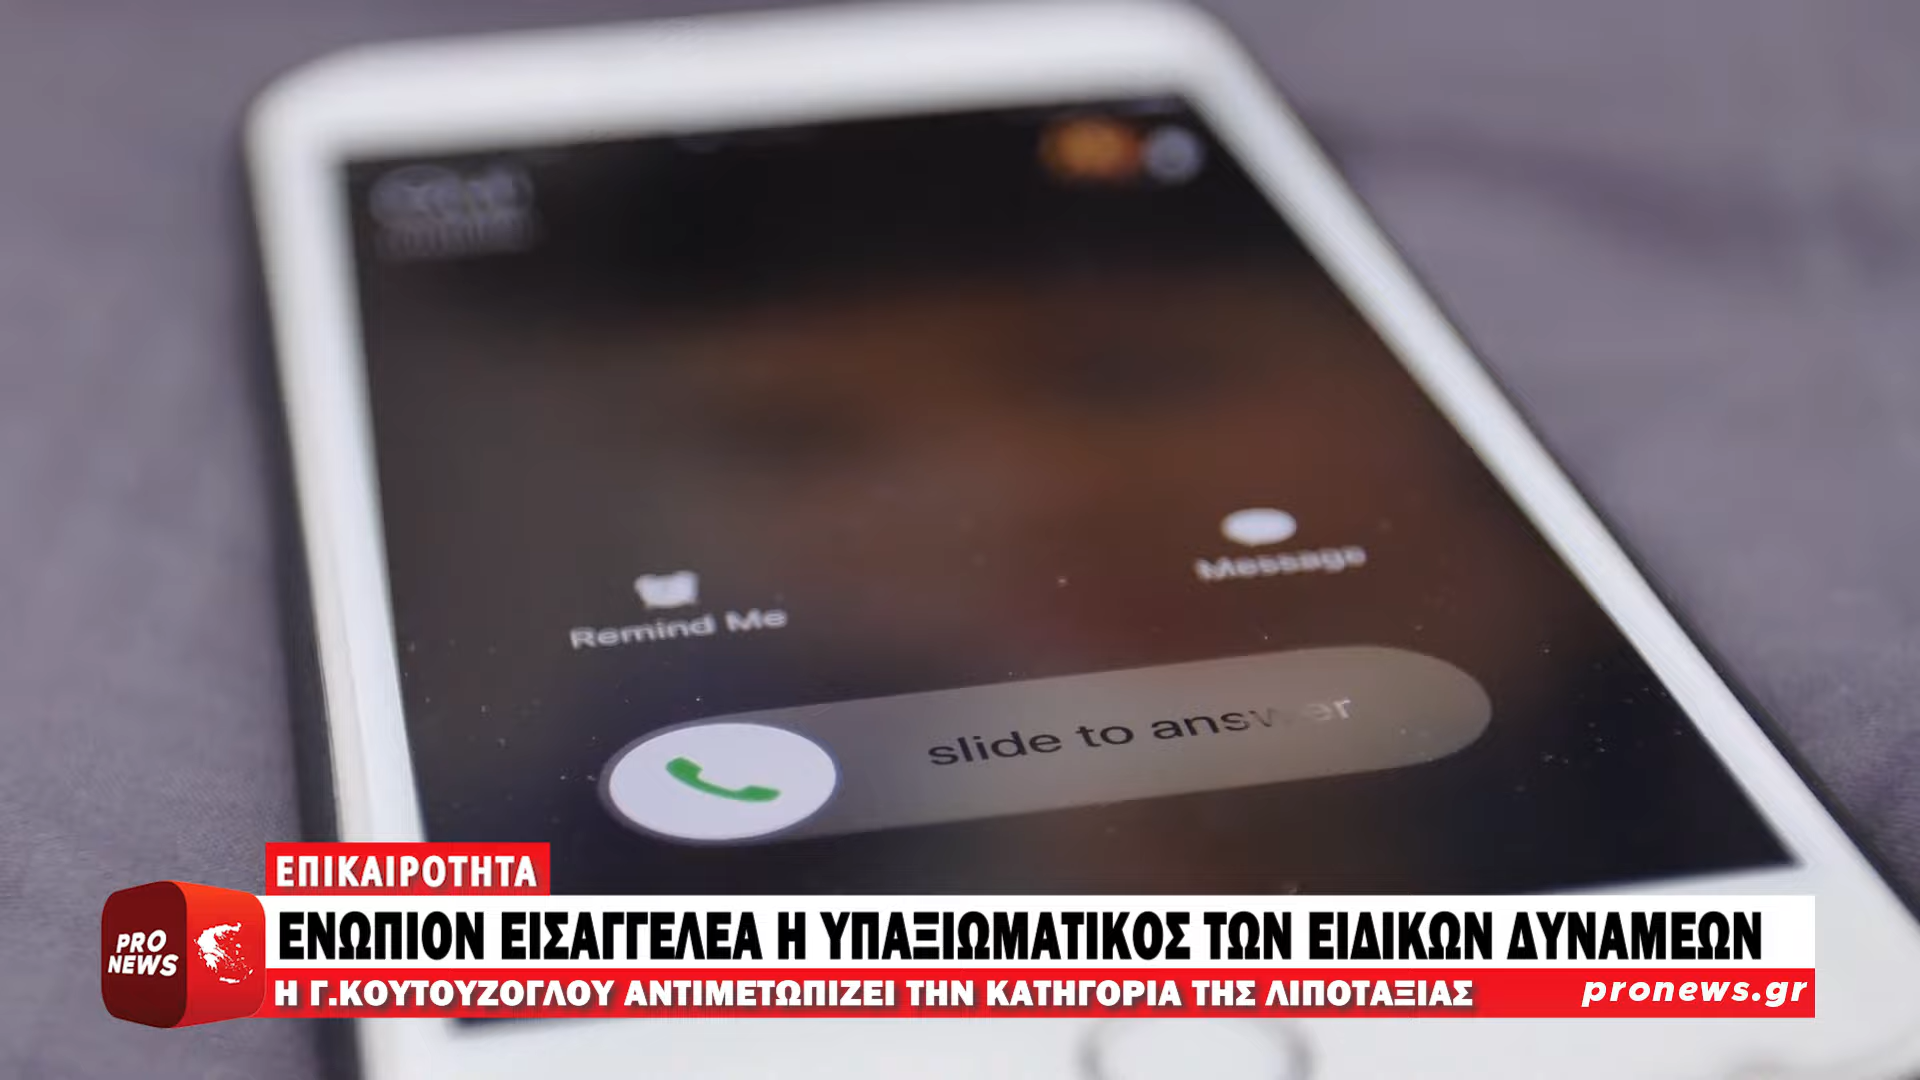 Remind Me
Message
slide to answer
ΕΠΙΚΑΙΡΟΤΗΤΑ
PRO
NEWS
ΕΝΩΠΙΟΝ ΕΙΣΑΓΓΕΛΕΑ Η ΥΠΑΞΙΩΜΑΤΙΚΟΣ ΤΩΝ ΕΙΔΙΚΩΝ ΔΥΝΑΜΕΩΝ
Η Γ.ΚΟΥΤΟΥΖΟΓΛΟΥ ΑΝΤΙΜΕΤΩΠΙΖΕΙ ΤΗΝ ΚΑΤΗΓΟΡΙΑ ΤΗΣ ΛΙΠΟΤΑΞΙΑΣ
pronews.gr